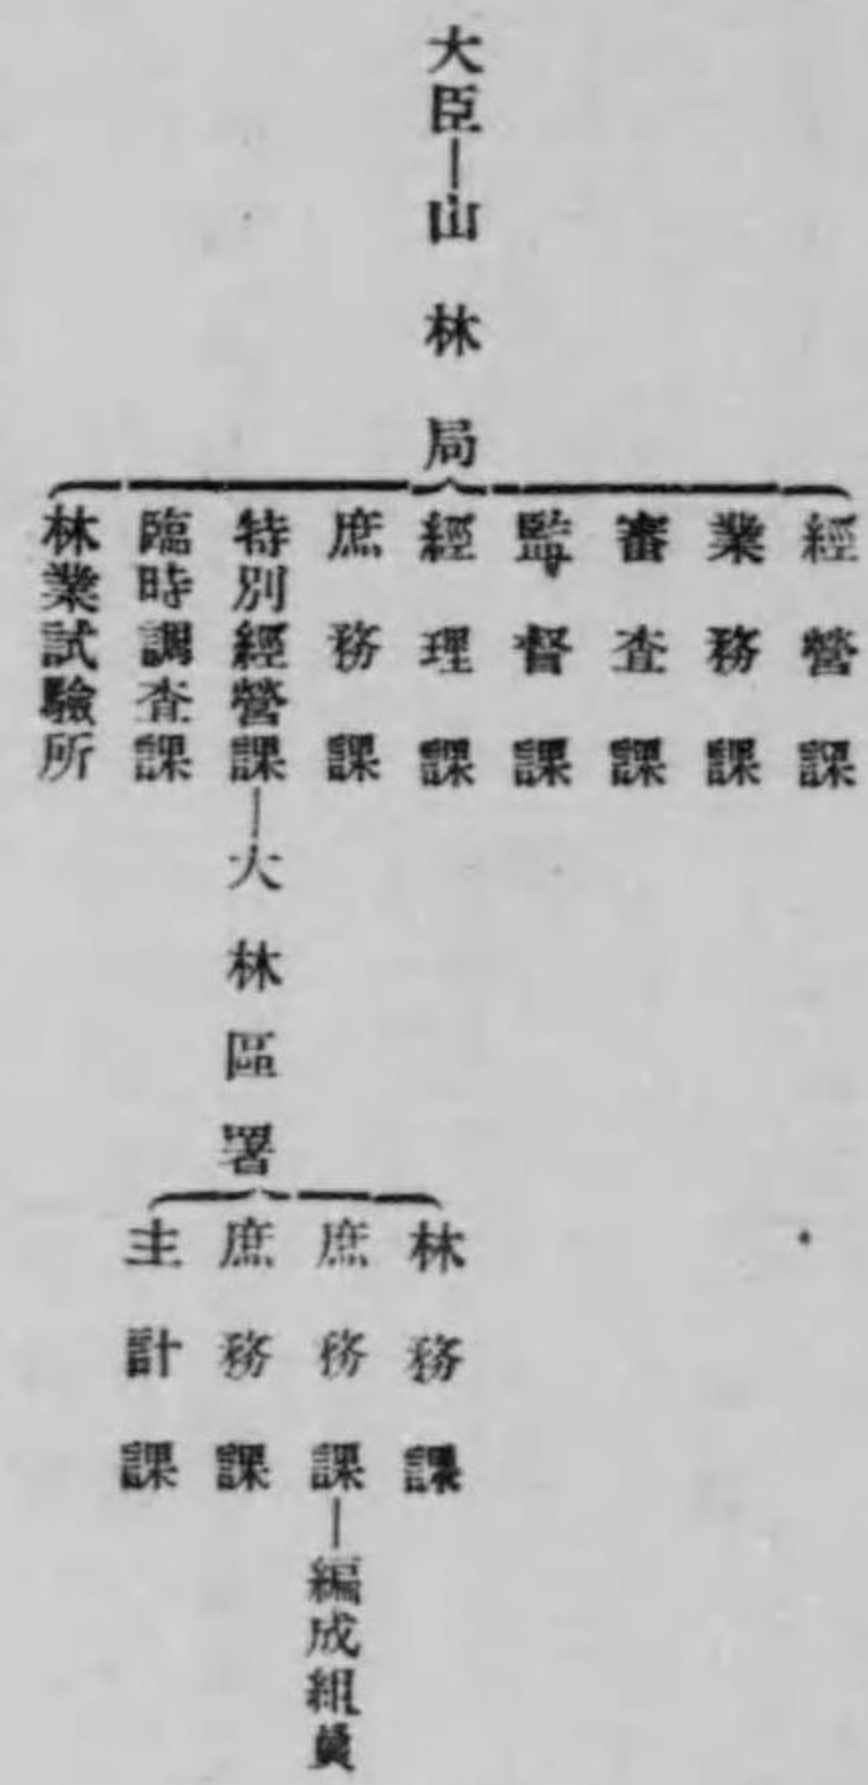 大臣―山林局
經營課
業務課
審査課
監督課
經理課
庶務課
特別經營課―大林區署
臨時調査課
林業試驗所
林務課
庶務課―編成組員
庶務課
主計課